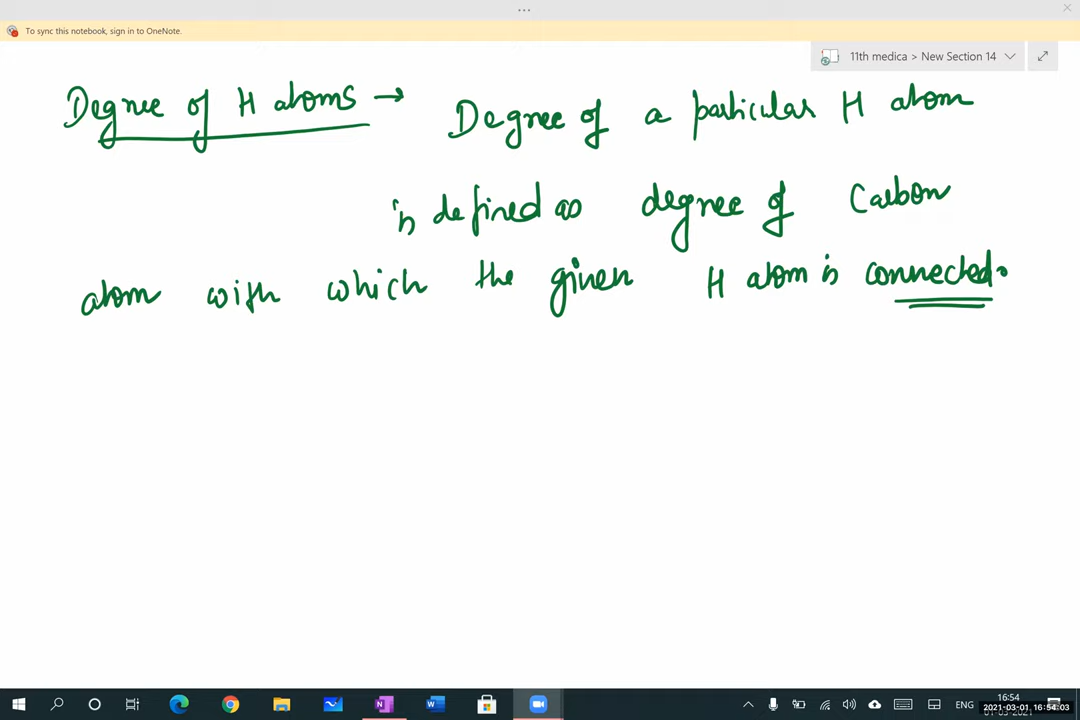 To sync this notebook, sign in to OneNote.
11th medica > New Section 14
Degree of H atoms → Degree of a particular H atom
is defined as degree of Carbon
atom with which the given H atom is connected.
ENG
16:54
2021-03-01 16:54:03